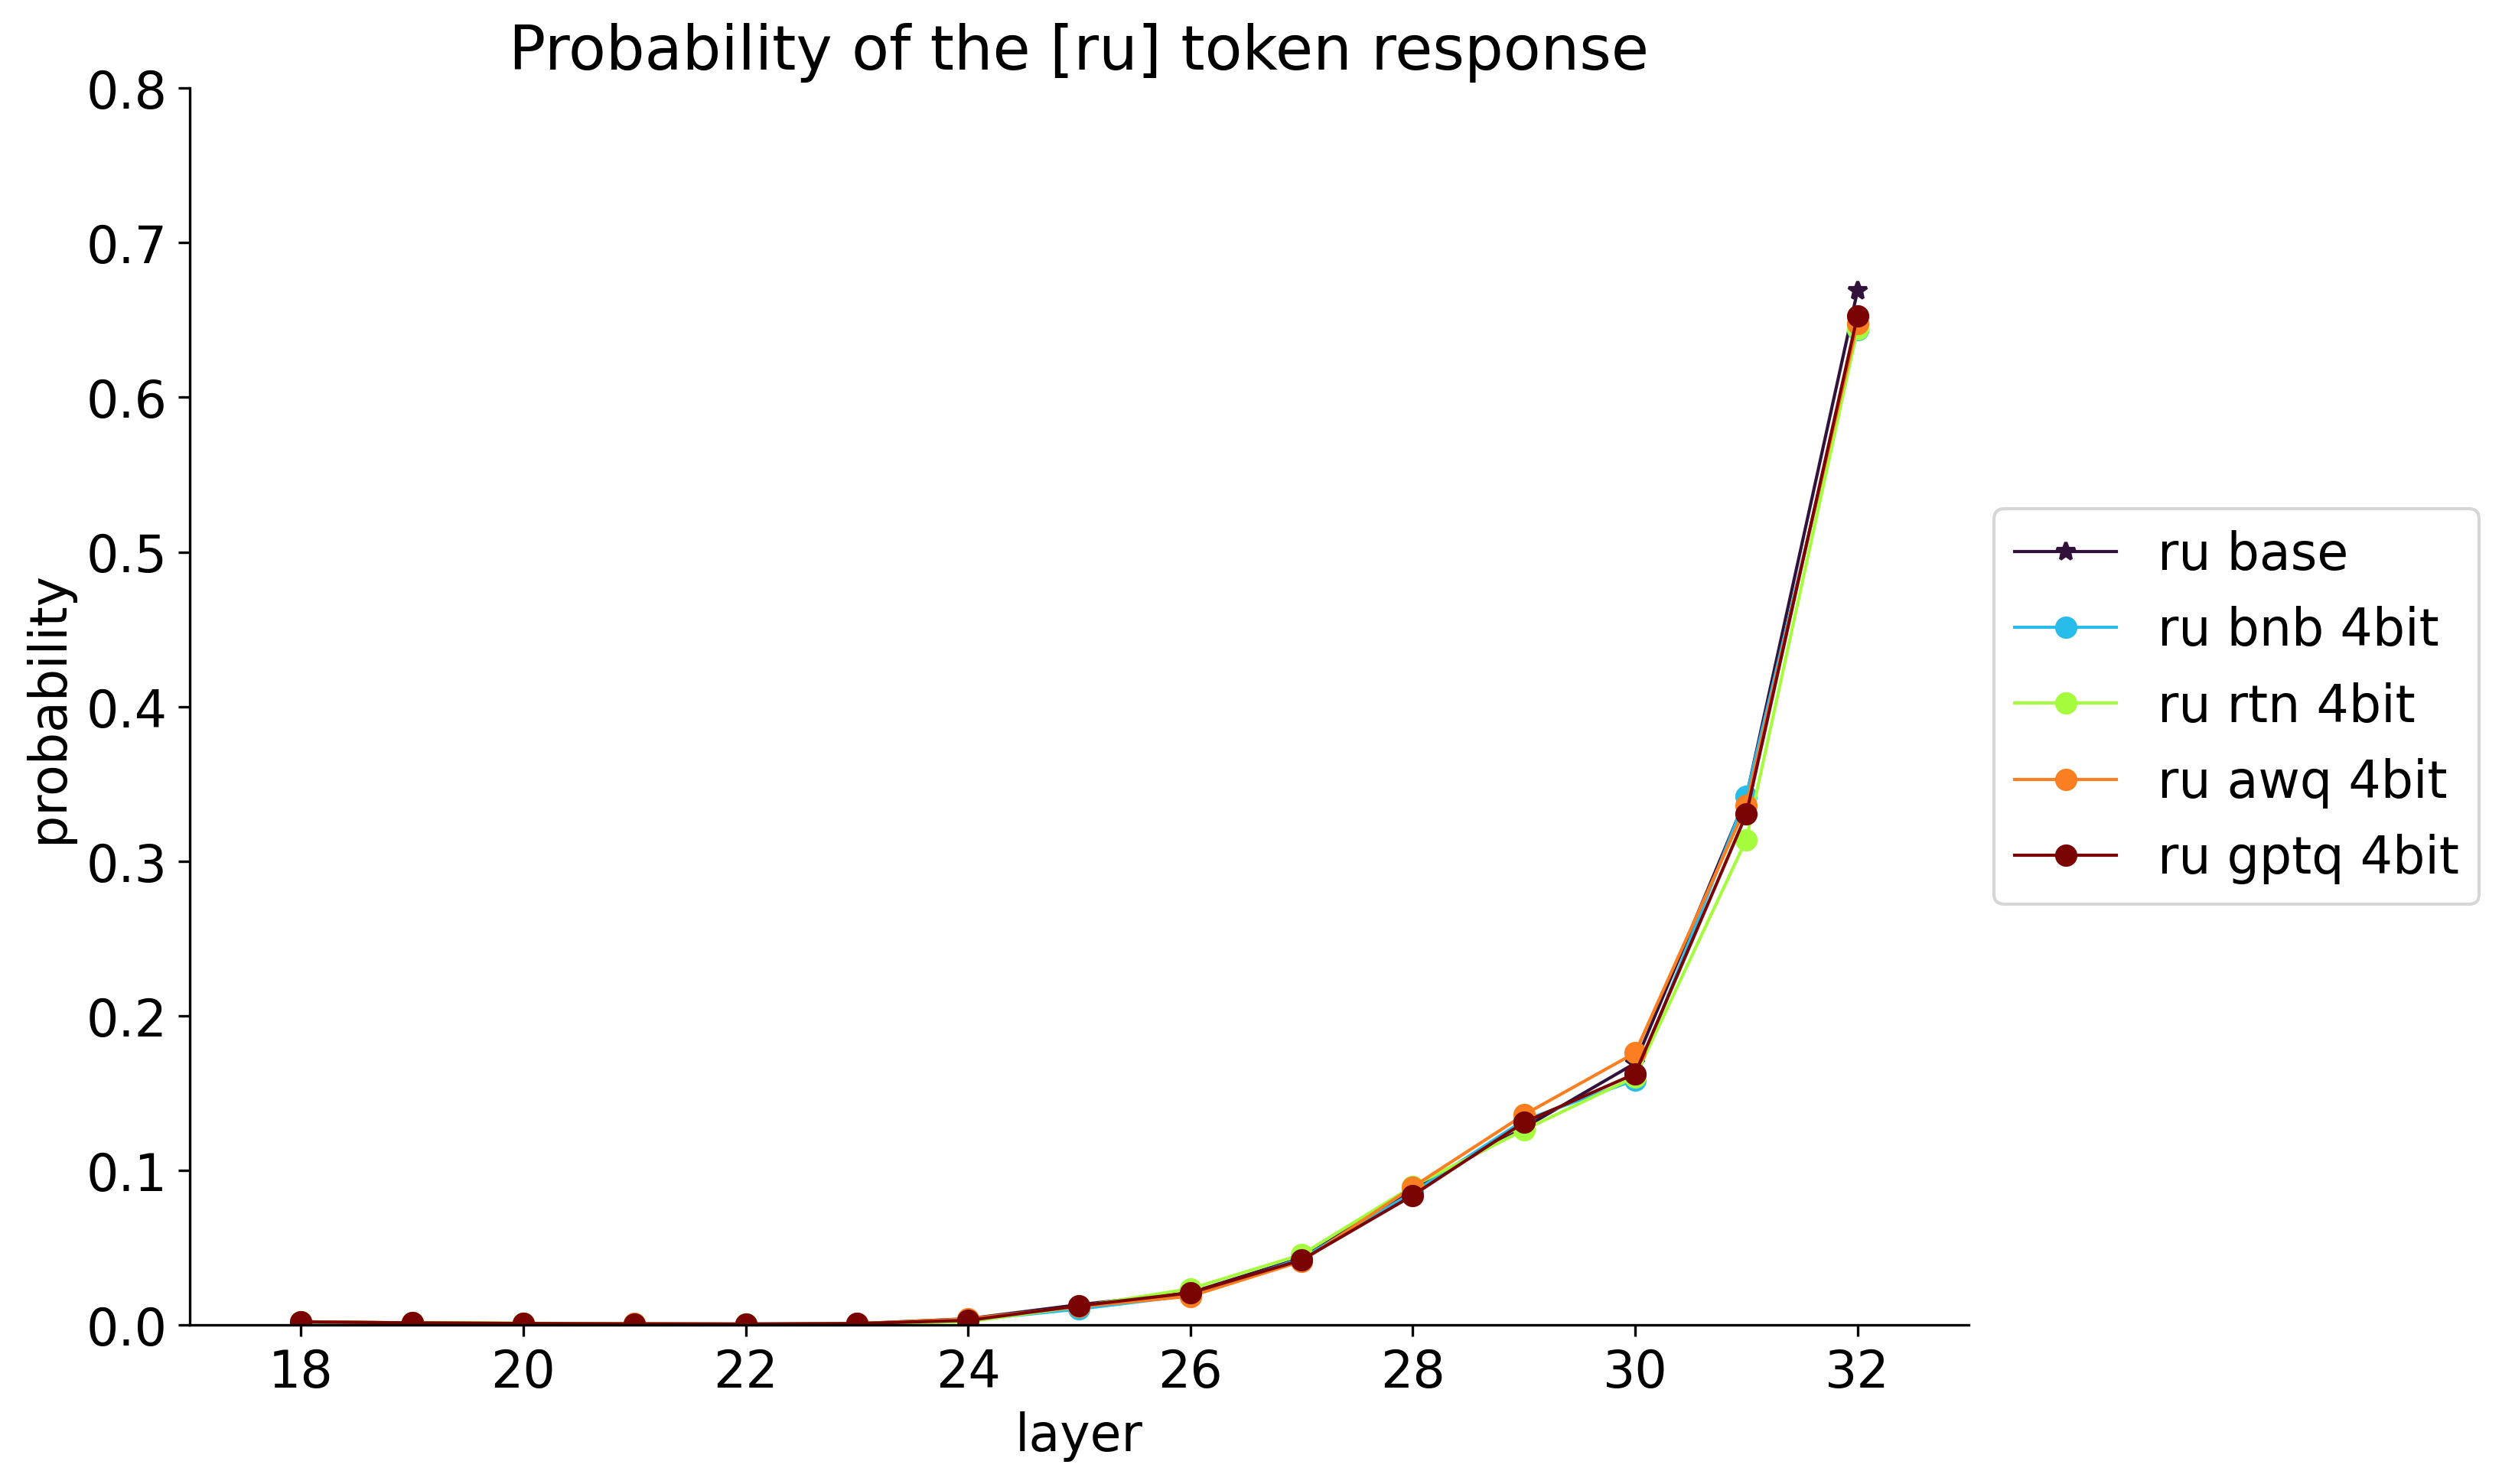 Probability of the [ru] token response
0.8
0.7
0.6
0.5
0.4
0.3
0.2
0.1
0.0
probability
18 20 22 24 26 28 30 32
layer
ru base
ru bnb 4bit
ru rtn 4bit
ru awq 4bit
ru gptq 4bit